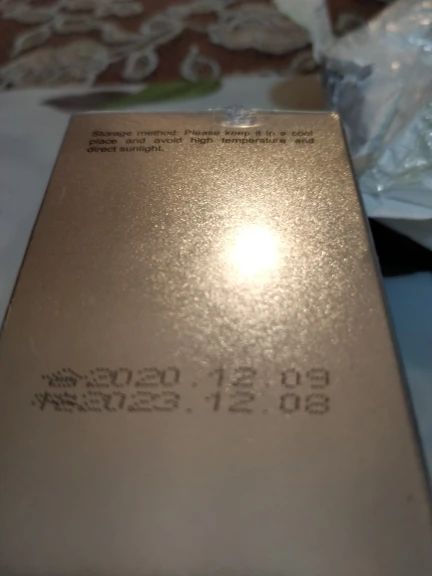 Storage method: Please keep it in a cool
place and avoid high temperature and
direct sunlight.
2020.12.09
2023.12.08